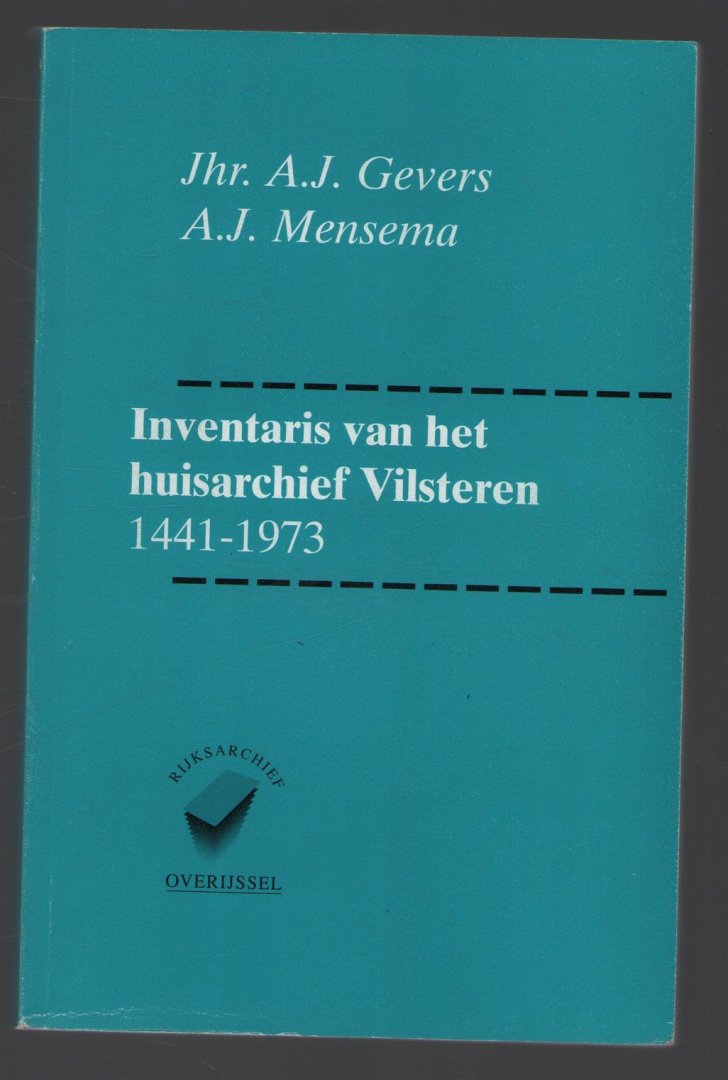 Jhr. A.J. Gevers
A.J. Mensema
Inventaris van het
huisarchief Vilsteren
1441-1973
RIJKSARCHIEF
OVERIJSSEL